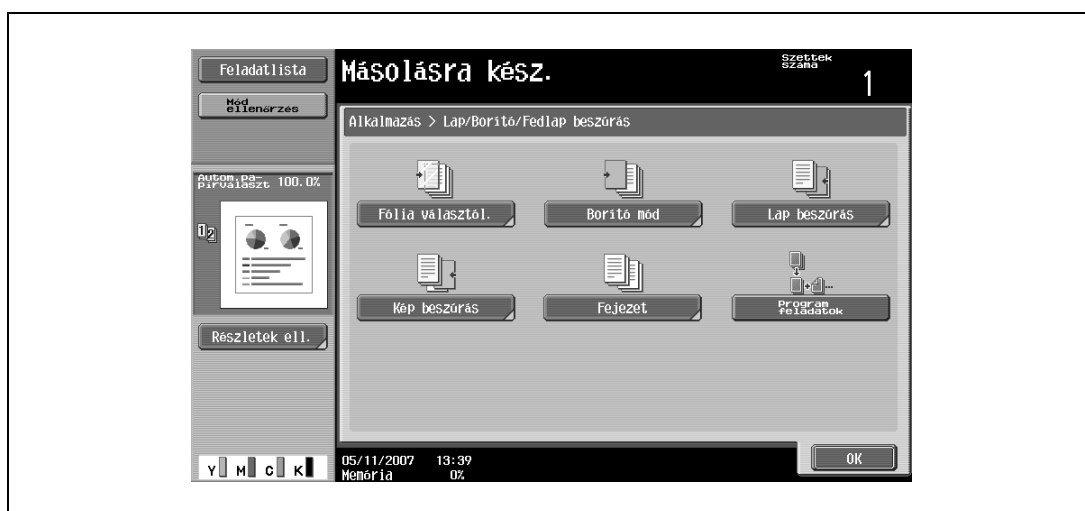 Feladatlista
Mód
ellenőrzés
Másolásra kész.
Szettek
száma
1
Alkalmazás > Lap/Borító/Fedlap beszúrás
Autom.pa-
pírválaszt 100.0%
12
Fólia választól.
Borító mód
Lap beszúrás
Kép beszúrás
Fejezet
Program
feladatok
Részletek ell.
Y M C K
05/11/2007 13:39
Memória 0%
OK